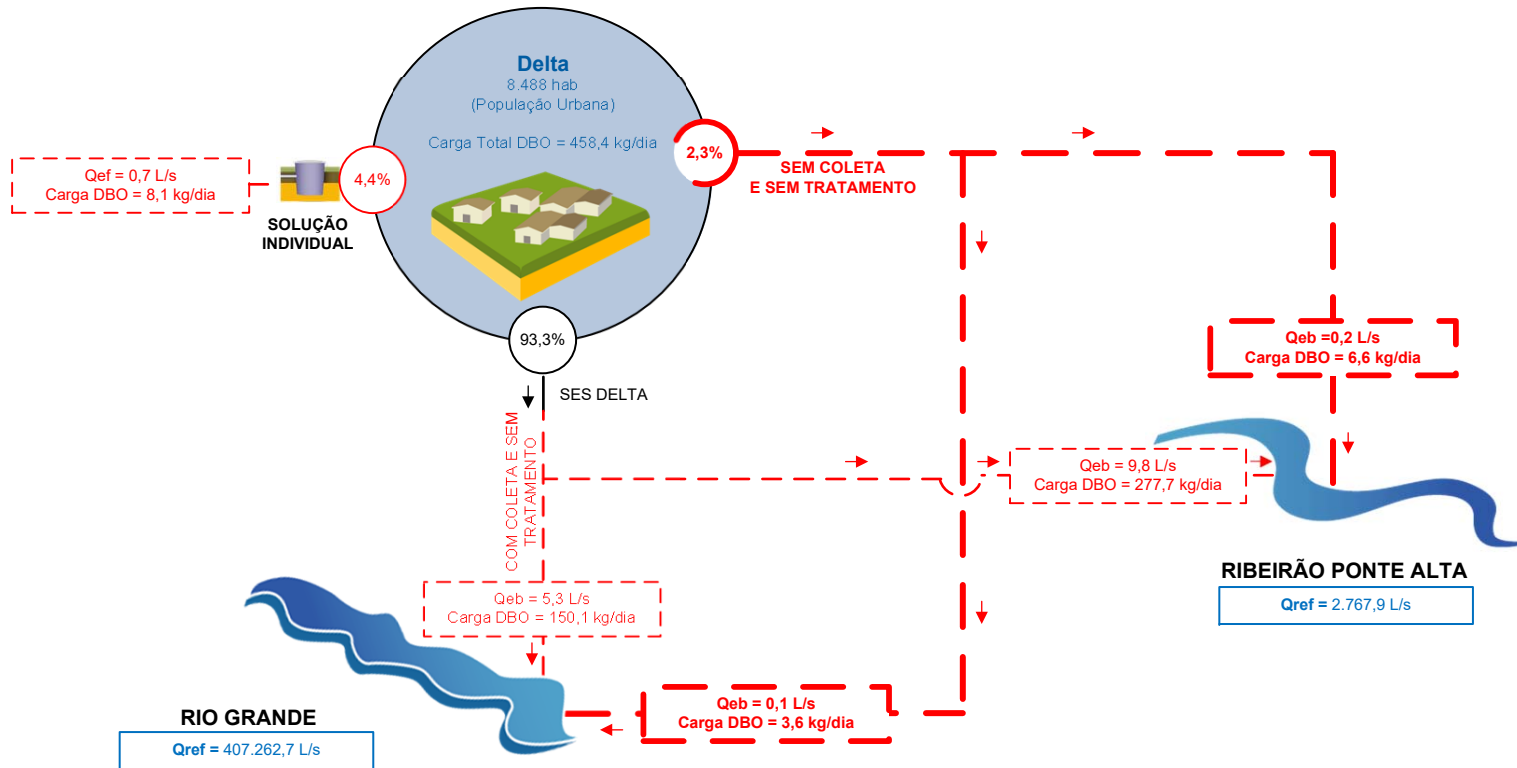 Delta
8.488 hab
(População Urbana)
Carga Total DBO = 458,4 kg/dia
2,3%
SEM COLETA
E SEM TRATAMENTO
Qef = 0,7 L/s
Carga DBO = 8,1 kg/dia
4,4%
SOLUÇÃO
INDIVIDUAL
93,3%
SES DELTA
COM COLETA E SEM
TRATAMENTO
Qeb =0,2 L/s
Carga DBO = 6,6 kg/dia
Qeb = 9,8 L/s
Carga DBO = 277,7 kg/dia
RIBEIRÃO PONTE ALTA
Qref = 2.767,9 L/s
Qeb = 5,3 L/s
Carga DBO = 150,1 kg/dia
Qeb = 0,1 L/s
Carga DBO = 3,6 kg/dia
RIO GRANDE
Qref = 407.262,7 L/s